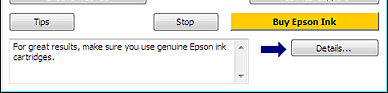 Tips
Stop
Buy Epson Ink
For great results, make sure you use genuine Epson ink
cartridges.
Details...